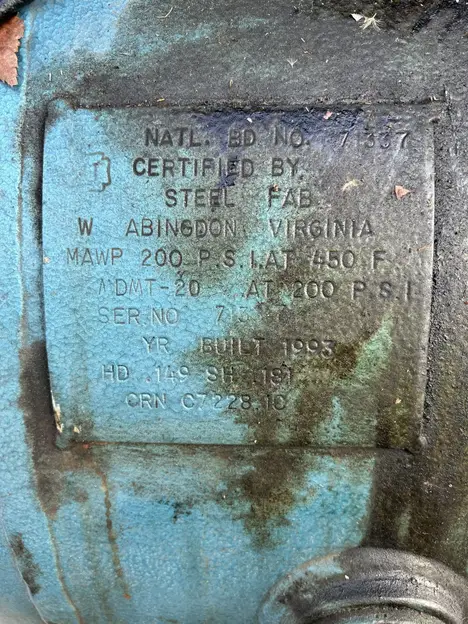 NATL. BD NO. 71337
CERTIFIED BY.
STEEL FAB
W ABINGDON, VIRGINIA
MAWP 200 P.S.I. AT 450 F
MDMT-20 AT 200 P.S.I.
SER. NO
YR BUILT 1993
HD .149 SH .181
CRN C7228.1C